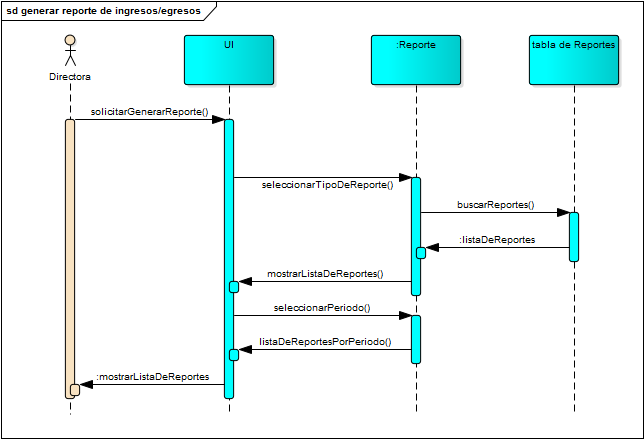 sd generar reporte de ingresos/egresos
UI
:Reporte
tabla de Reportes
Directora
solicitarGenerarReporte()
seleccionarTipoDeReporte()
buscarReportes()
:listaDeReportes
mostrarListaDeReportes()
seleccionarPeriodo()
listaDeReportesPorPeriodo()
:mostrarListaDeReportes